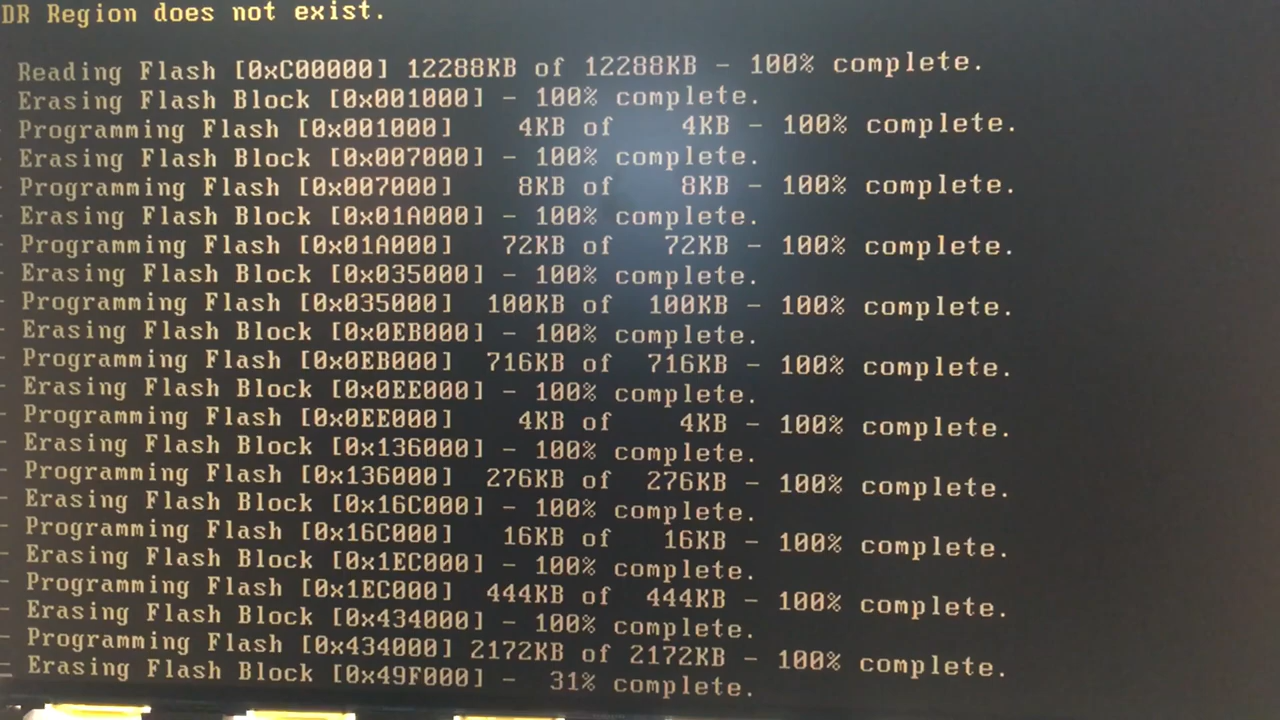 DR Region does not exist.
Reading Flash [0xC00000] 12288KB of 12288KB - 100% complete.
Erasing Flash Block [0x001000] - 100% complete.
- Programming Flash [0x001000] 4KB of 4KB - 100% complete.
- Erasing Flash Block [0x007000] - 100% complete.
- Programming Flash [0x007000] 8KB of 8KB - 100% complete.
- Erasing Flash Block [0x01A000] - 100% complete.
- Programming Flash [0x01A000] 72KB of 72KB - 100% complete.
- Erasing Flash Block [0x035000] - 100% complete.
- Programming Flash [0x035000] 100KB of 100KB - 100% complete.
- Erasing Flash Block [0x0EB000] - 100% complete.
- Programming Flash [0x0EB000] 716KB of 716KB - 100% complete.
- Erasing Flash Block [0x0EE000] - 100% complete.
- Programming Flash [0x0EE000] 4KB of 4KB - 100% complete.
- Erasing Flash Block [0x136000] - 100% complete.
- Programming Flash [0x136000] 276KB of 276KB - 100% complete.
- Erasing Flash Block [0x16C000] - 100% complete.
- Programming Flash [0x16C000] 16KB of 16KB - 100% complete.
- Erasing Flash Block [0x1EC000] - 100% complete.
- Programming Flash [0x1EC000] 444KB of 444KB - 100% complete.
- Erasing Flash Block [0x434000] - 100% complete.
- Programming Flash [0x434000] 2172KB of 2172KB - 100% complete.
- Erasing Flash Block [0x49F000] - 31% complete.